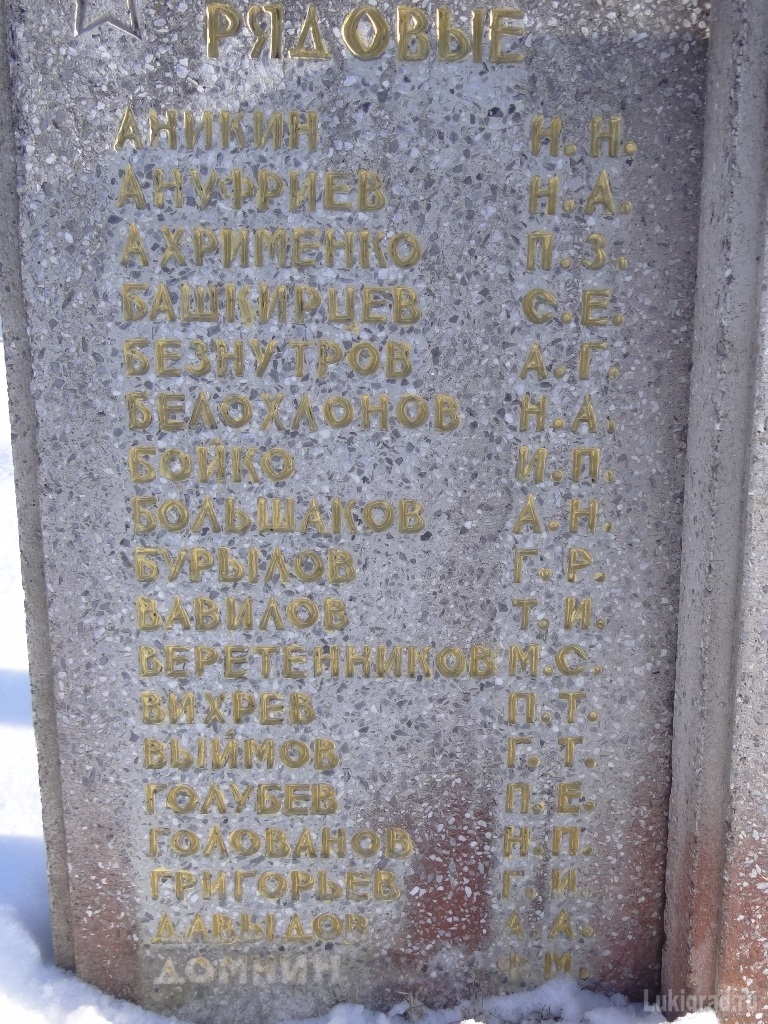 РЯДОВЫЕ
АНИКИН Н.Н.
АНУФРИЕВ Н.А.
АХРИМЕНКО П.З.
БАШКИРЦЕВ С.Е.
БЕЗНУТРОВ А.Г.
БЕЛОХЛОНОВ Н.А.
БОЙКО И.П.
БОЛЬШАКОВ А.Н.
БУРЫЛОВ Г.Р.
ВАВИЛОВ Т.И.
ВЕРЕТЕННИКОВ М.С.
ВИХРЕВ П.Т.
ВЫЙМОВ Г.Т.
ГОЛУБЕВ П.Е.
ГОЛОВАНОВ Н.П.
ГРИГОРЬЕВ Г.И.
ДАВЫДОВ А.А.
ДОМНИН Ф.М.
Lukigrad.ru